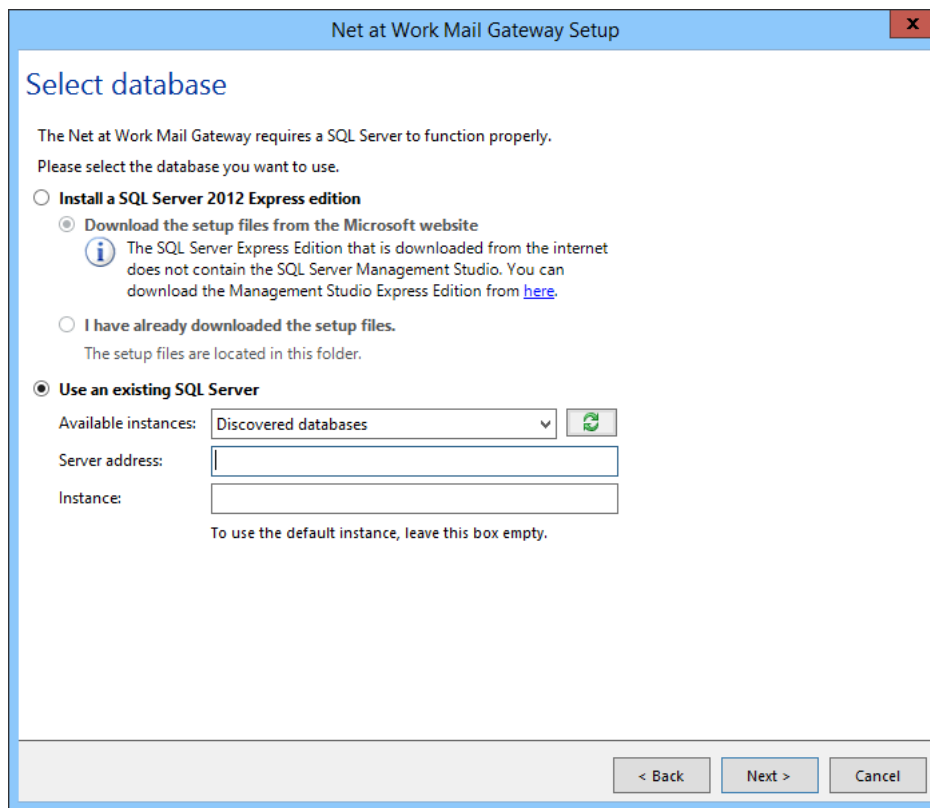 Net at Work Mail Gateway Setup
x
Select database
The Net at Work Mail Gateway requires a SQL Server to function properly.
Please select the database you want to use.
Install a SQL Server 2012 Express edition
Download the setup files from the Microsoft website
The SQL Server Express Edition that is downloaded from the internet
does not contain the SQL Server Management Studio. You can
download the Management Studio Express Edition from here.
I have already downloaded the setup files.
The setup files are located in this folder.
Use an existing SQL Server
Available instances: Discovered databases
Server address:
Instance:
To use the default instance, leave this box empty.
< Back Next > Cancel